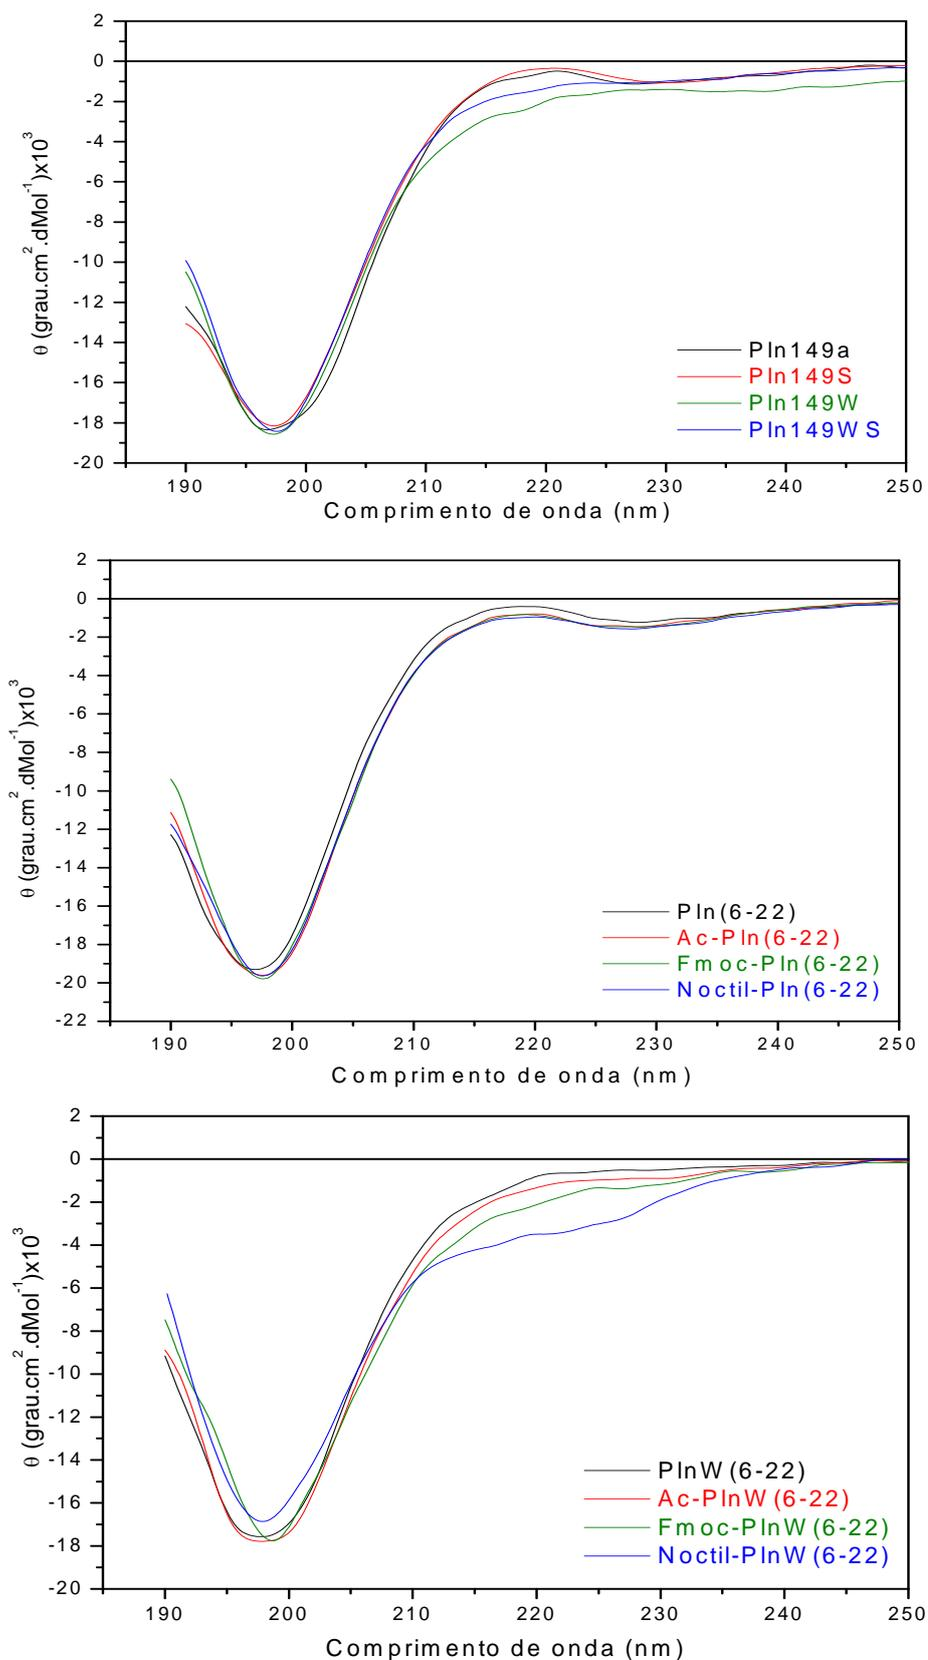 2
0
-2
-4
-6
-8
-10
-12
-14
-16
-18
-20
θ (grau.cm².dMol⁻¹)x10³
Pln149a
Pln149S
Pln149W
Pln149WS
190 200 210 220 230 240 250
Comprimento de onda (nm)
2
0
-2
-4
-6
-8
-10
-12
-14
-16
-18
-20
-22
θ (grau.cm².dMol⁻¹)x10³
Pln(6-22)
Ac-Pln(6-22)
Fmoc-Pln(6-22)
Noctil-Pln(6-22)
190 200 210 220 230 240 250
Comprimento de onda (nm)
2
0
-2
-4
-6
-8
-10
-12
-14
-16
-18
-20
θ (grau.cm².dMol⁻¹)x10³
PlnW(6-22)
Ac-PlnW(6-22)
Fmoc-PlnW(6-22)
Noctil-PlnW(6-22)
190 200 210 220 230 240 250
Comprimento de onda (nm)